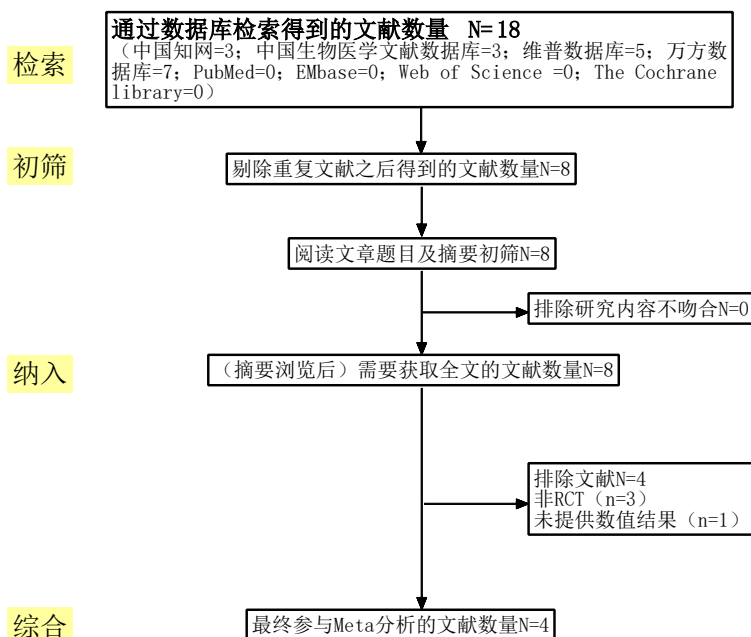 检索
通过数据库检索得到的文献数量 N=18
（中国知网=3；中国生物医学文献数据库=3；维普数据库=5；万方数
据库=7；PubMed=0；EMbase=0；Web of Science =0；The Cochrane
library=0）
初筛
剔除重复文献之后得到的文献数量N=8
阅读文章题目及摘要初筛N=8
排除研究内容不吻合N=0
纳入
（摘要浏览后）需要获取全文的文献数量N=8
排除文献N=4
非RCT（n=3）
未提供数值结果（n=1）
综合
最终参与Meta分析的文献数量N=4